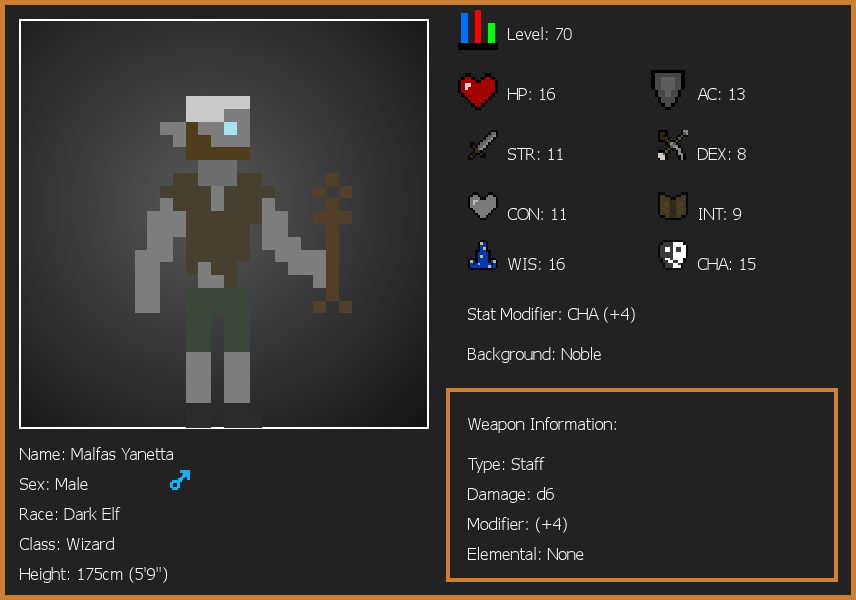 Level: 70
HP: 16
AC: 13
STR: 11
DEX: 8
CON: 11
INT: 9
WIS: 16
CHA: 15
Stat Modifier: CHA (+4)
Background: Noble
Weapon Information:
Type: Staff
Damage: d6
Modifier: (+4)
Elemental: None
Name: Malfas Yanetta
Sex: Male
Race: Dark Elf
Class: Wizard
Height: 175cm (5'9")